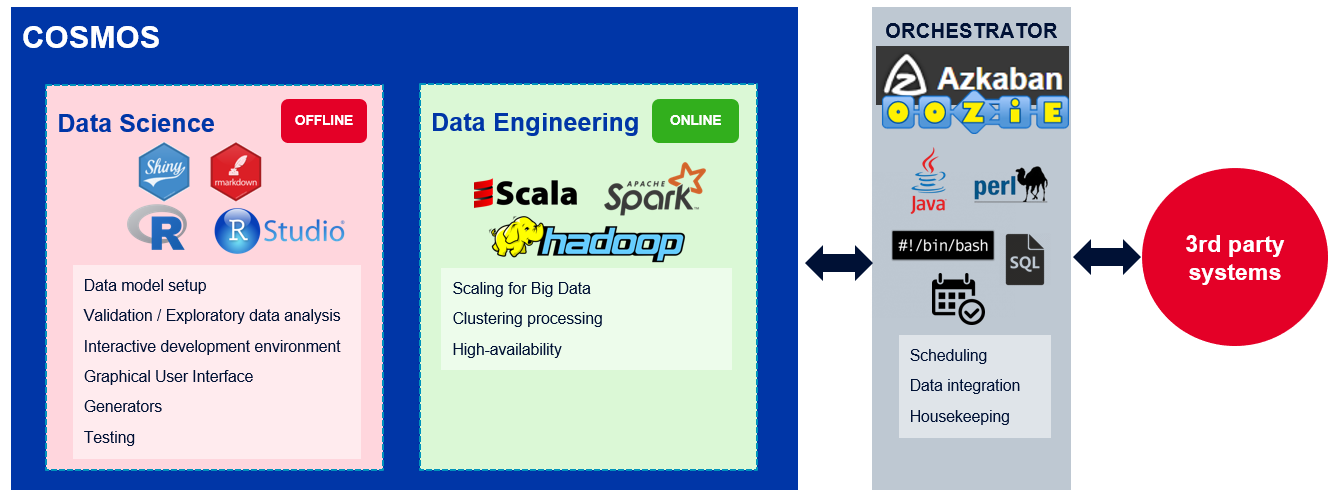 COSMOS
Data Science
OFFLINE
Shiny
rmarkdown
R
R Studio®
Data model setup
Validation / Exploratory data analysis
Interactive development environment
Graphical User Interface
Generators
Testing
Data Engineering
ONLINE
Scala
APACHE
Spark™
hadoop
Scaling for Big Data
Clustering processing
High-availability
ORCHESTRATOR
Azkaban
OOZiE
Java
perl
#!/bin/bash
SQL
Scheduling
Data integration
Housekeeping
3rd party
systems